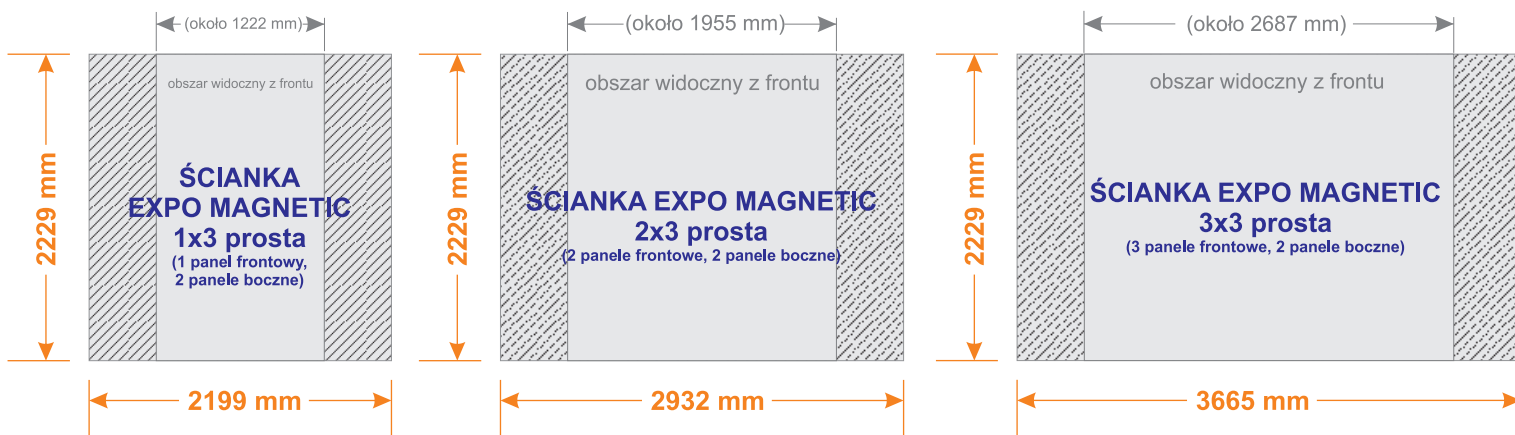 (około 1222 mm)
obszar widoczny z frontu
2229 mm
ŚCIANKA
EXPO MAGNETIC
1x3 prosta
(1 panel frontowy,
2 panele boczne)
2199 mm
(około 1955 mm)
obszar widoczny z frontu
2229 mm
ŚCIANKA EXPO MAGNETIC
2x3 prosta
(2 panele frontowe, 2 panele boczne)
2932 mm
(około 2687 mm)
obszar widoczny z frontu
2229 mm
ŚCIANKA EXPO MAGNETIC
3x3 prosta
(3 panele frontowe, 2 panele boczne)
3665 mm